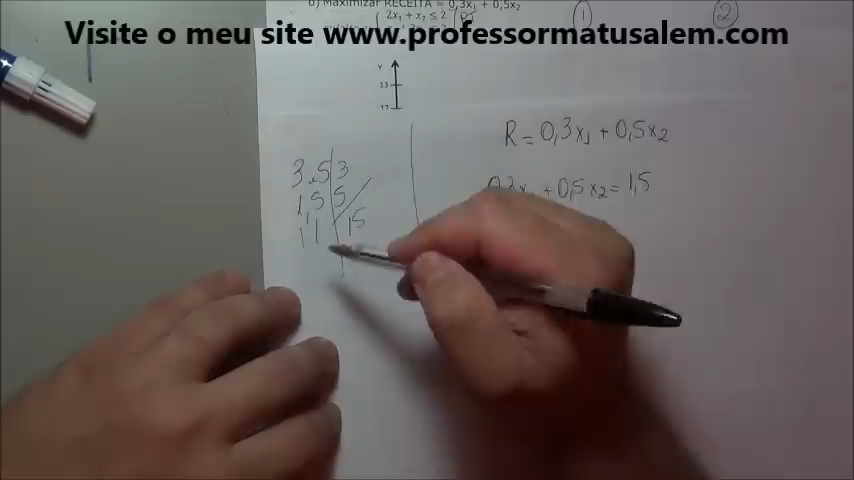 b) Maximizar RECEITA = 0,3x₁ + 0,5x₂
2x₁ + x₂ ≤ 2
① ②
Visite o meu site www.professormatusalem.com
Y
13
R = 0,3x₁ + 0,5x₂
3,5 3
0,3x₁ + 0,5x₂ = 1,5
1,5 5
1,1 15